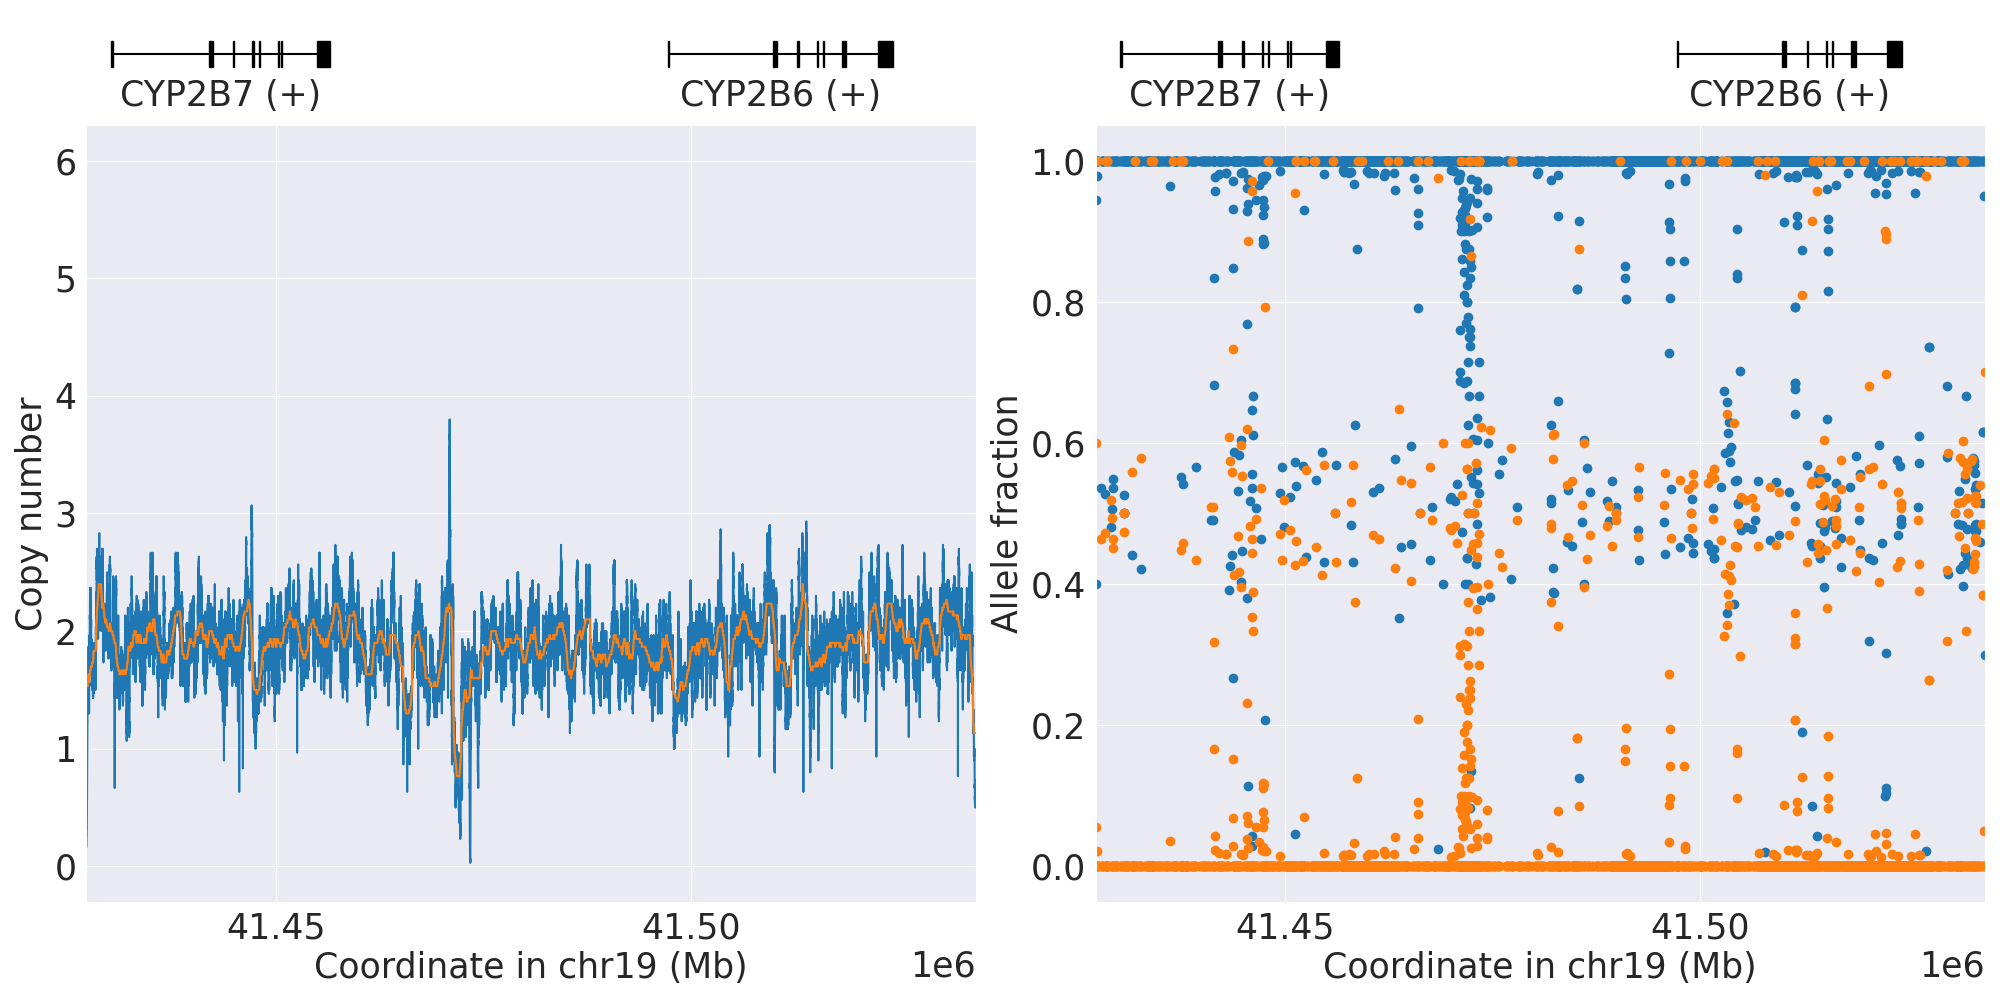 CYP2B7 (+)
CYP2B6 (+)
CYP2B7 (+)
CYP2B6 (+)
6
5
4
3
2
1
0
Copy number
41.45
41.50
Coordinate in chr19 (Mb)
1e6
1.0
0.8
0.6
0.4
0.2
0.0
Allele fraction
41.45
41.50
Coordinate in chr19 (Mb)
1e6